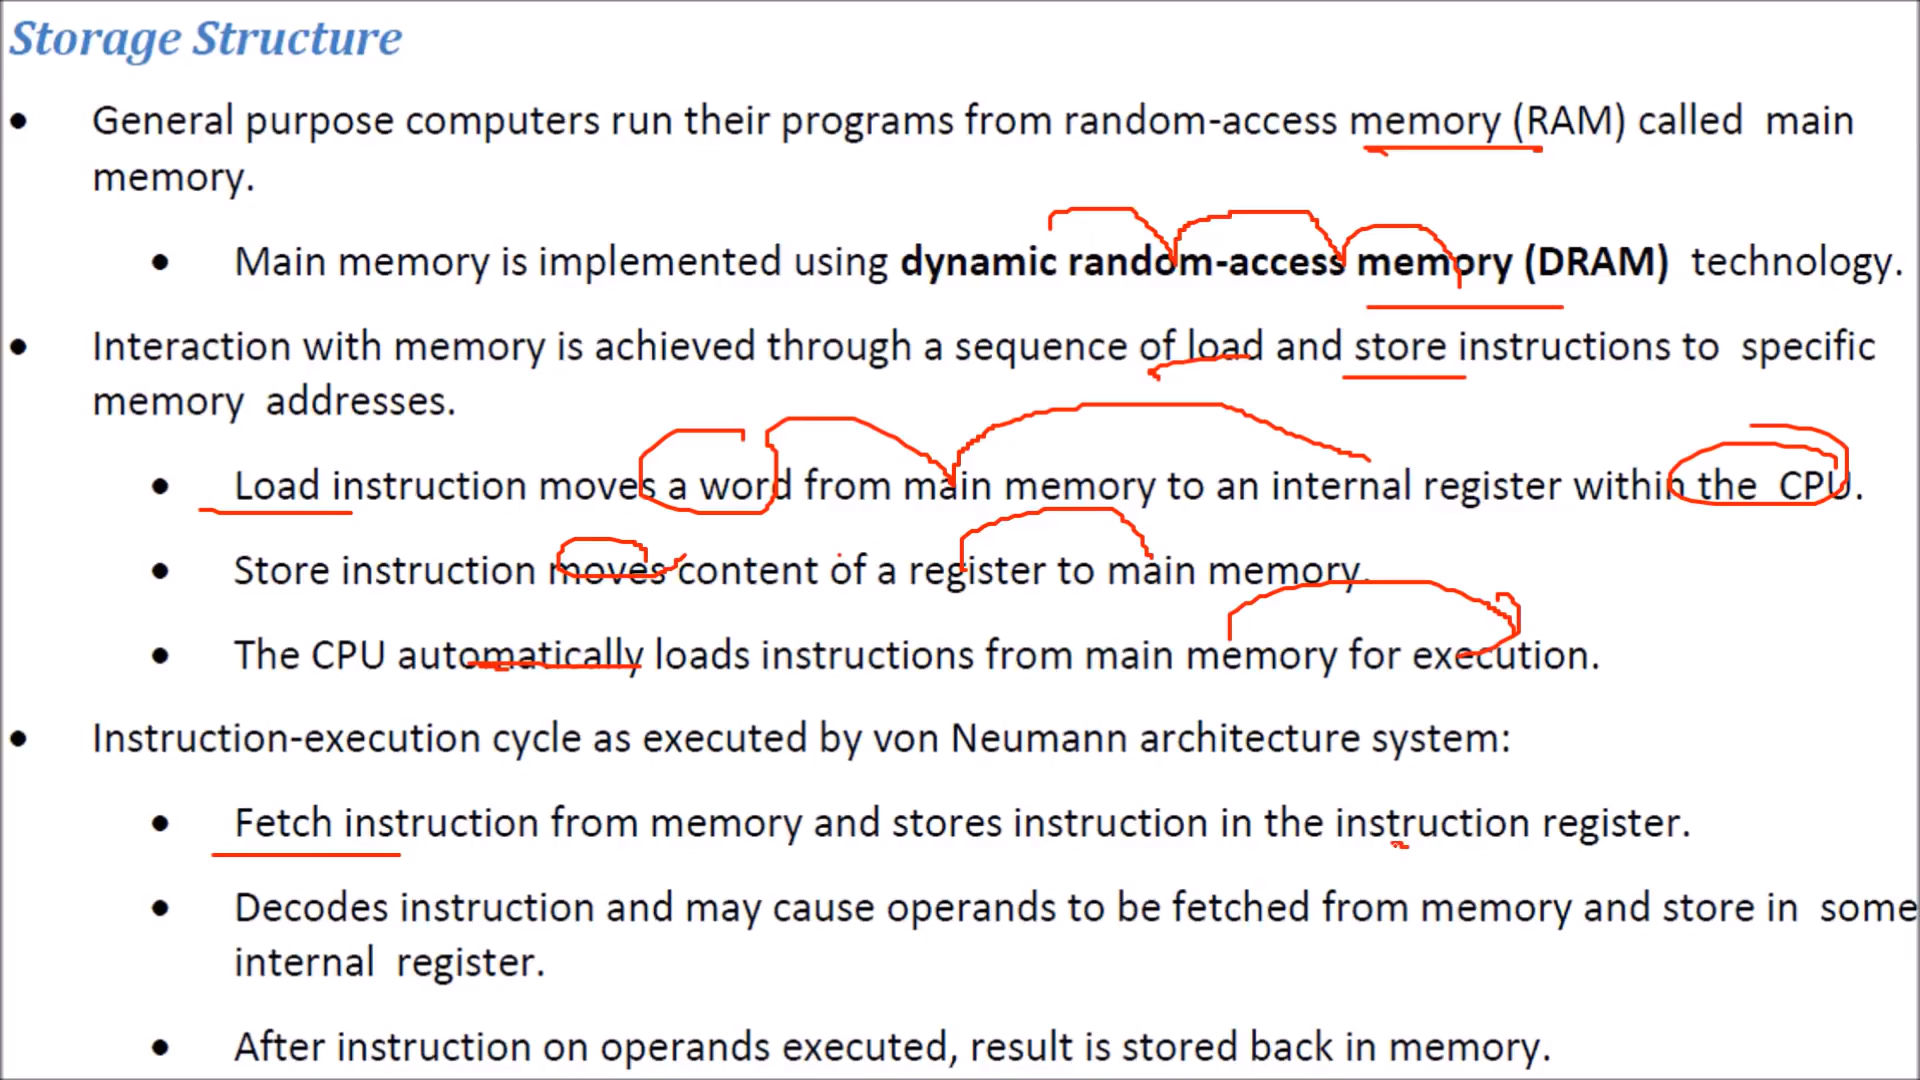 Storage Structure
• General purpose computers run their programs from random-access memory (RAM) called main
memory.
• Main memory is implemented using dynamic random-access memory (DRAM) technology.
• Interaction with memory is achieved through a sequence of load and store instructions to specific
memory addresses.
• Load instruction moves a word from main memory to an internal register within the CPU.
• Store instruction moves content of a register to main memory.
• The CPU automatically loads instructions from main memory for execution.
• Instruction-execution cycle as executed by von Neumann architecture system:
• Fetch instruction from memory and stores instruction in the instruction register.
• Decodes instruction and may cause operands to be fetched from memory and store in some
internal register.
• After instruction on operands executed, result is stored back in memory.